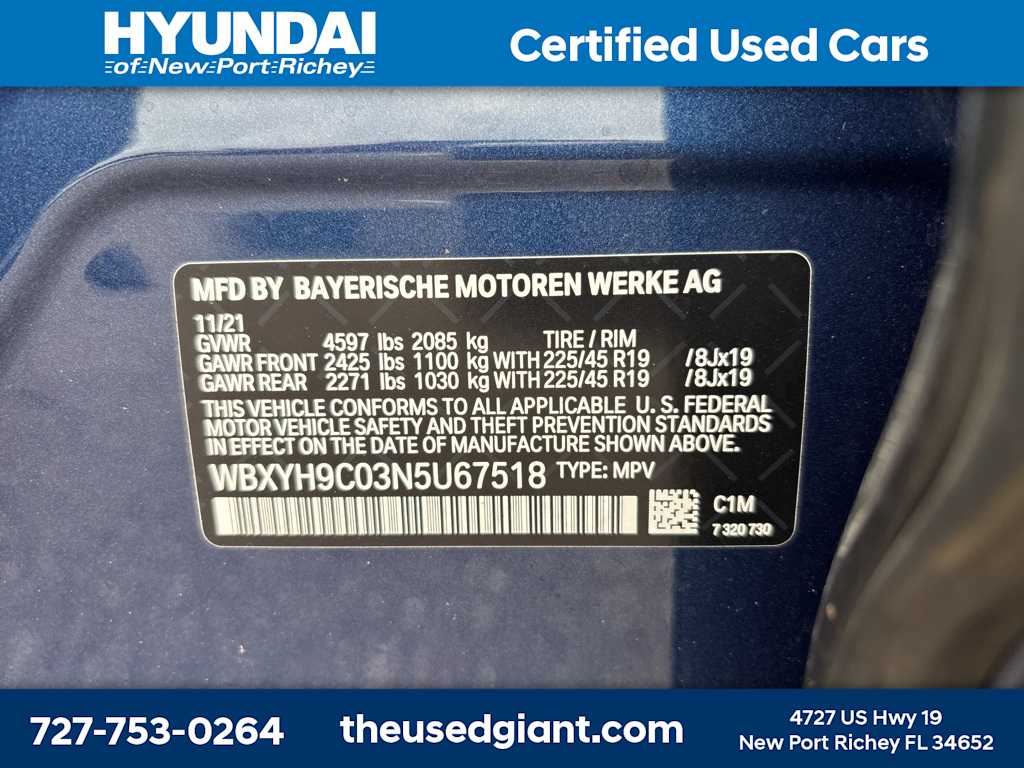 HYUNDAI
of New Port Richey
Certified Used Cars
MFD BY BAYERISCHE MOTOREN WERKE AG
11/21
GVWR 4597 lbs 2085 kg TIRE / RIM
GAWR FRONT 2425 lbs 1100 kg WITH 225/45 R19 /8Jx19
GAWR REAR 2271 lbs 1030 kg WITH 225/45 R19 /8Jx19
THIS VEHICLE CONFORMS TO ALL APPLICABLE U. S. FEDERAL
MOTOR VEHICLE SAFETY AND THEFT PREVENTION STANDARDS
IN EFFECT ON THE DATE OF MANUFACTURE SHOWN ABOVE.
WBXYH9C03N5U67518 TYPE: MPV
C1M
7 320 730
727-753-0264
theusedgiant.com
4727 US Hwy 19
New Port Richey FL 34652